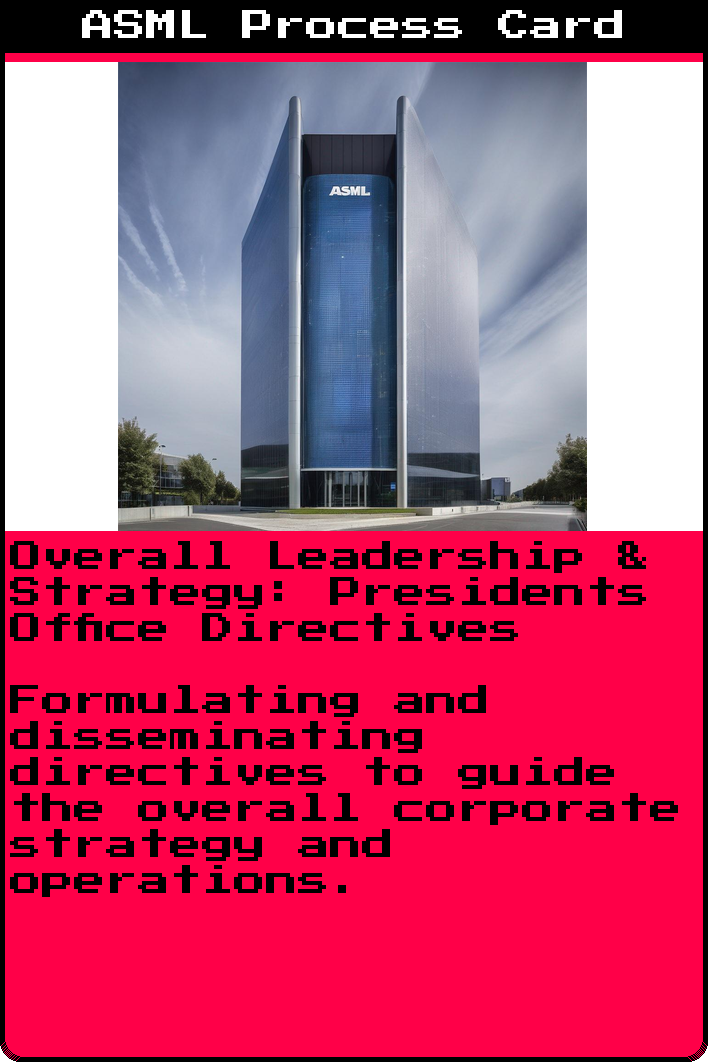 ASML Process Card
ASML
Overall Leadership &
Strategy: Presidents
Office Directives
Formulating and
disseminating
directives to guide
the overall corporate
strategy and
operations.